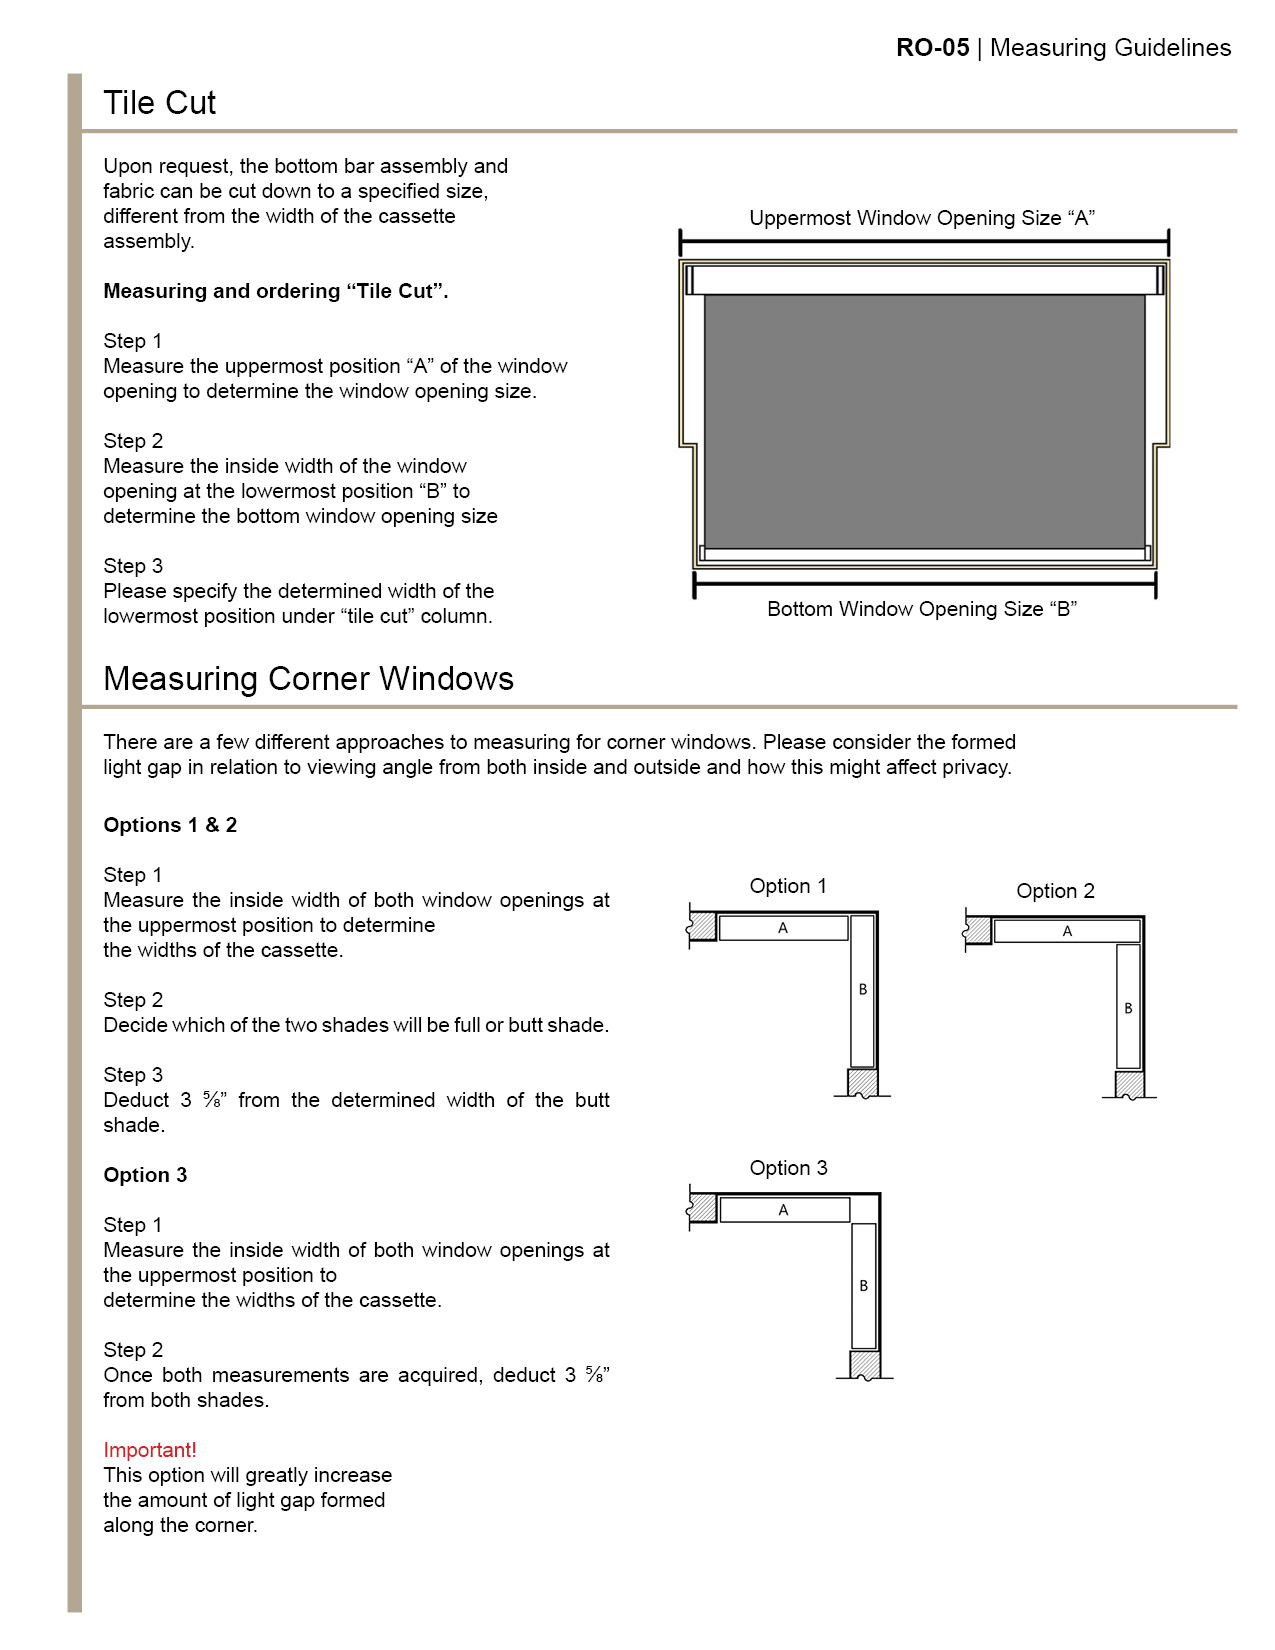 RO-05 | Measuring Guidelines
Tile Cut
Upon request, the bottom bar assembly and
fabric can be cut down to a specified size,
different from the width of the cassette
assembly.
Measuring and ordering “Tile Cut”.
Step 1
Measure the uppermost position “A” of the window
opening to determine the window opening size.
Step 2
Measure the inside width of the window
opening at the lowermost position “B” to
determine the bottom window opening size
Step 3
Please specify the determined width of the
lowermost position under “tile cut” column.
Uppermost Window Opening Size “A”
Bottom Window Opening Size “B”
Measuring Corner Windows
There are a few different approaches to measuring for corner windows. Please consider the formed
light gap in relation to viewing angle from both inside and outside and how this might affect privacy.
Options 1 & 2
Step 1
Measure the inside width of both window openings at
the uppermost position to determine
the widths of the cassette.
Step 2
Decide which of the two shades will be full or butt shade.
Step 3
Deduct 3 ⅝” from the determined width of the butt
shade.
Option 1
A
B
Option 2
A
B
Option 3
Step 1
Measure the inside width of both window openings at
the uppermost position to
determine the widths of the cassette.
Step 2
Once both measurements are acquired, deduct 3 ⅝”
from both shades.
Important!
This option will greatly increase
the amount of light gap formed
along the corner.
Option 3
A
B